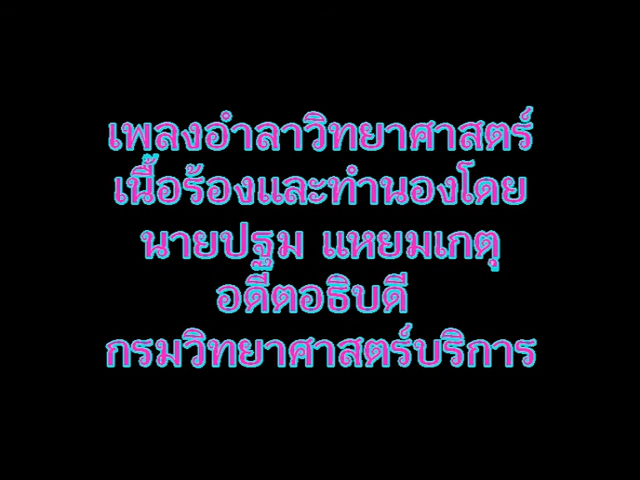 เพลงอำลาวิทยาศาสตร์
เนื้อร้องและทำนองโดย
นายปฐม แหยมเกตุ
อดีตอธิบดี
กรมวิทยาศาสตร์บริการ